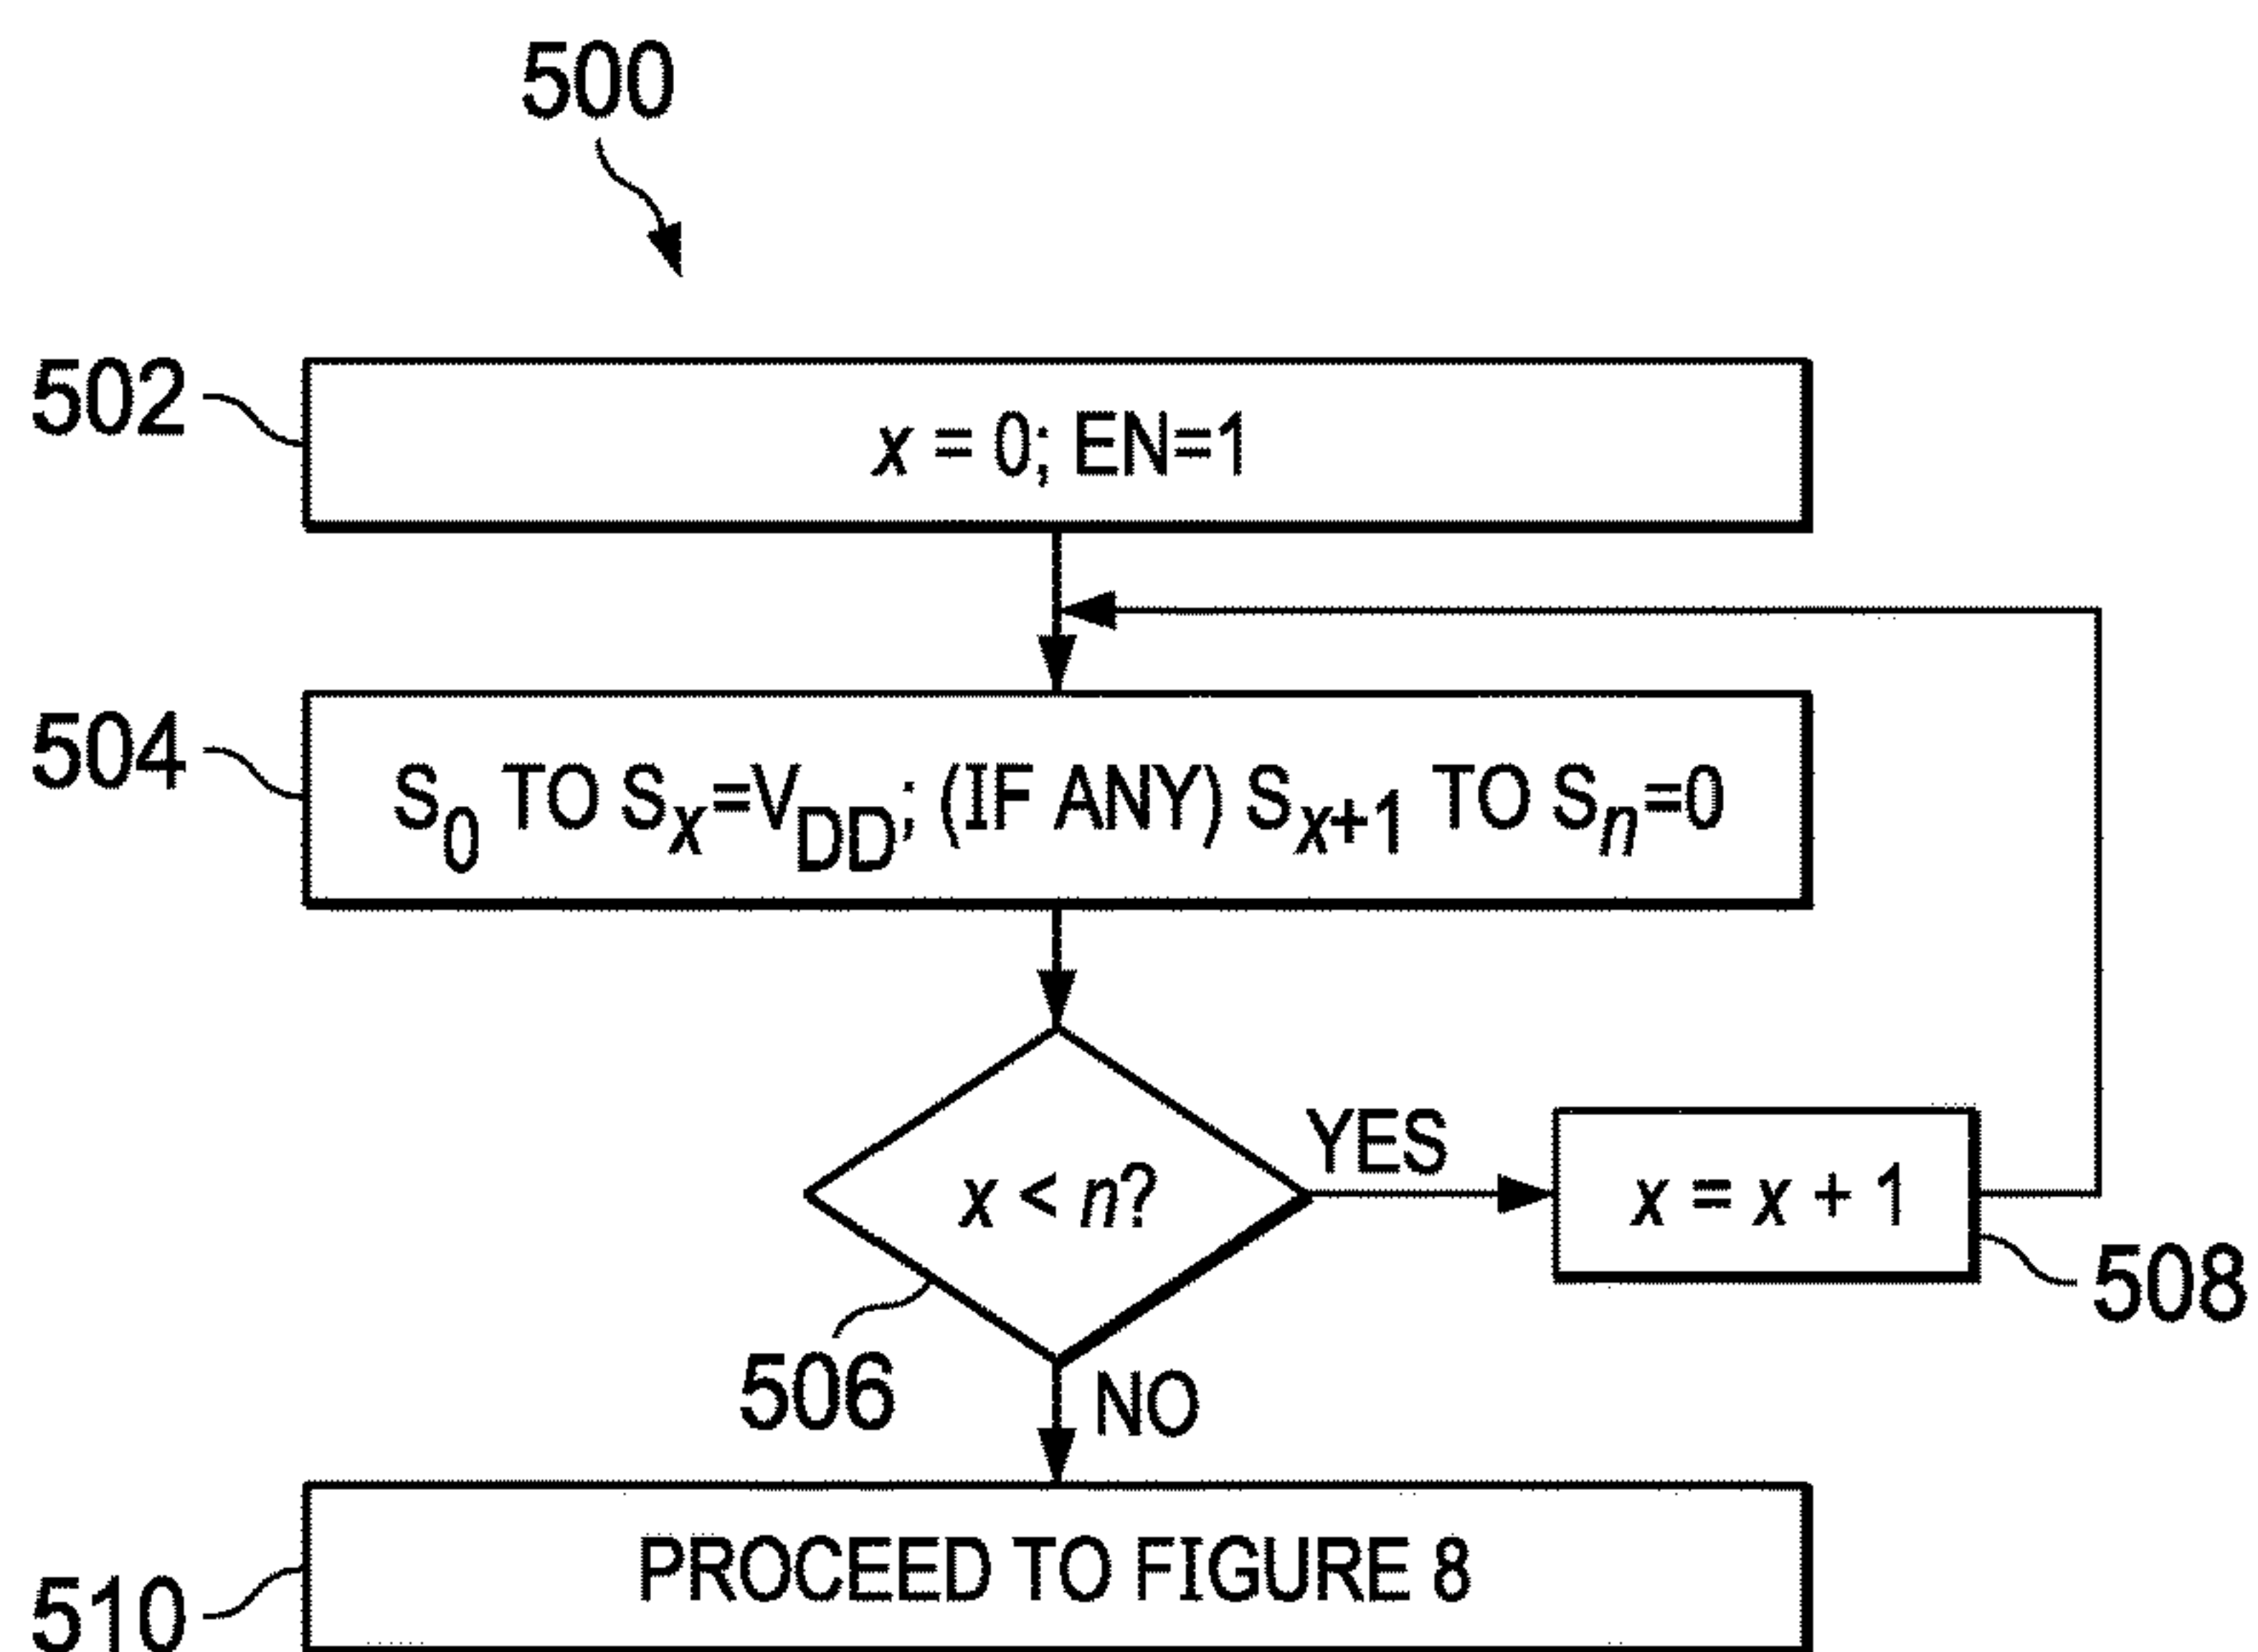 500
502
x = 0; EN=1
504
S0 TO Sx=VDD; (IF ANY) Sx+1 TO Sn=0
x < n?
YES
x = x + 1
508
506
NO
PROCEED TO FIGURE 8
510